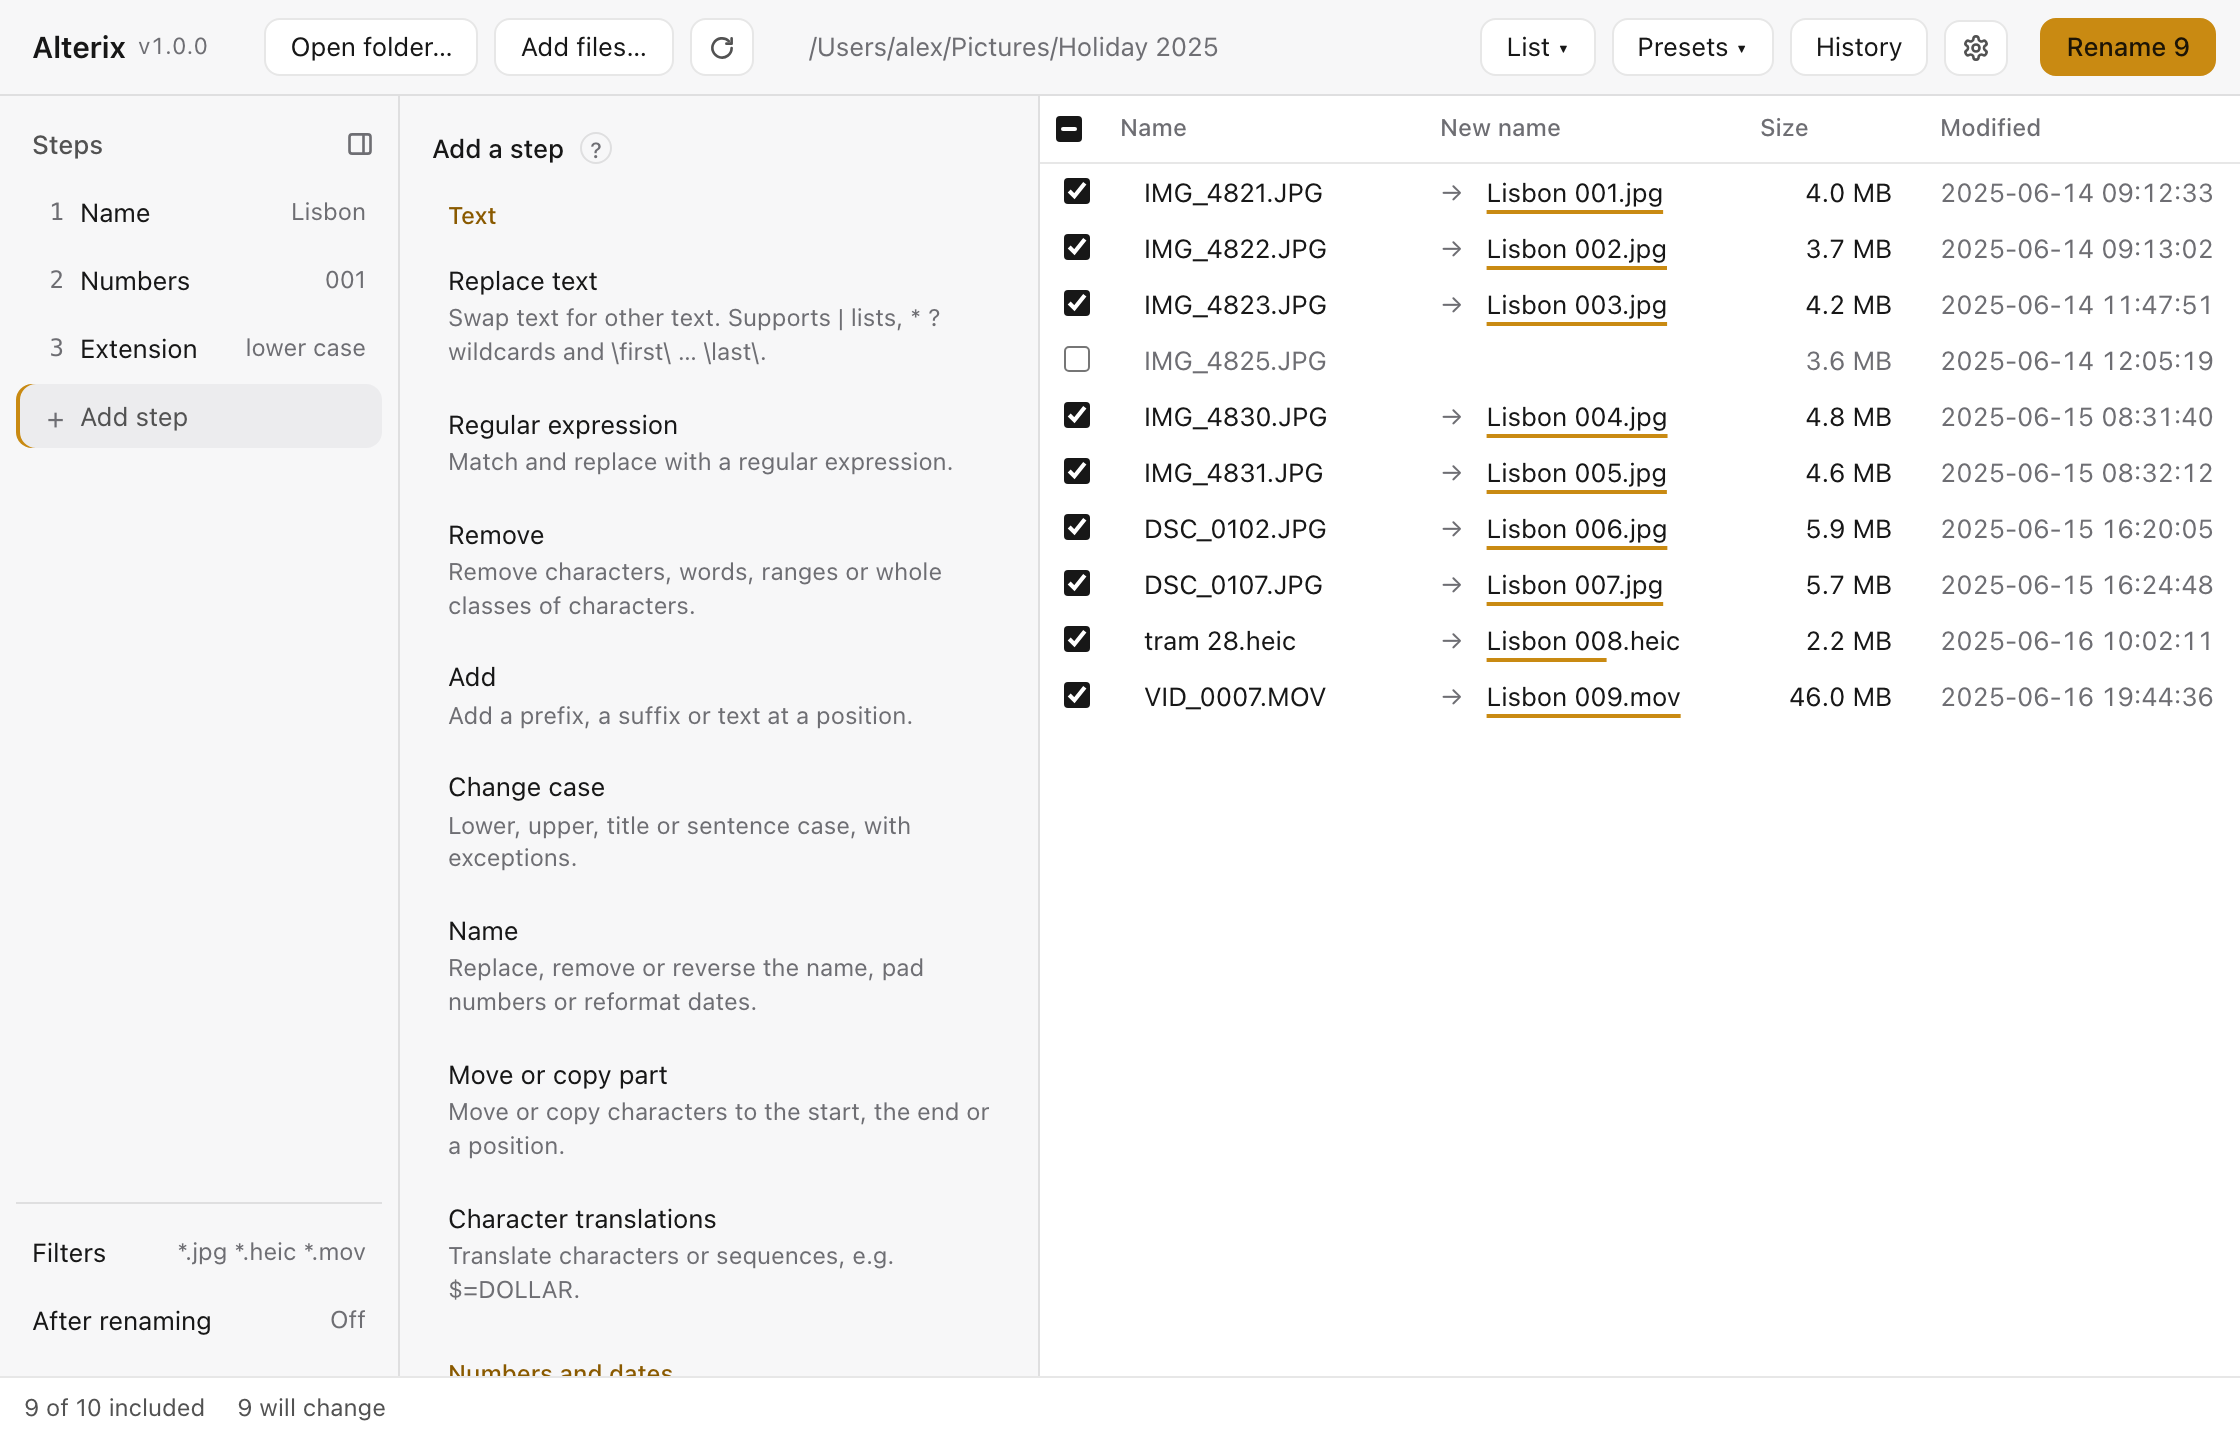 Alterix v1.0.0 Open folder... Add files... /Users/alex/Pictures/Holiday 2025 List ▾ Presets ▾ History Rename 9
Steps
1 Name Lisbon
2 Numbers 001
3 Extension lower case
+ Add step
Filters *.jpg *.heic *.mov
After renaming Off
Add a step ?
Text
Replace text
Swap text for other text. Supports | lists, * ?
wildcards and \first\ ... \last\.
Regular expression
Match and replace with a regular expression.
Remove
Remove characters, words, ranges or whole
classes of characters.
Add
Add a prefix, a suffix or text at a position.
Change case
Lower, upper, title or sentence case, with
exceptions.
Name
Replace, remove or reverse the name, pad
numbers or reformat dates.
Move or copy part
Move or copy characters to the start, the end or
a position.
Character translations
Translate characters or sequences, e.g.
$=DOLLAR.
Numbers and dates
Name New name Size Modified
IMG_4821.JPG → Lisbon 001.jpg 4.0 MB 2025-06-14 09:12:33
IMG_4822.JPG → Lisbon 002.jpg 3.7 MB 2025-06-14 09:13:02
IMG_4823.JPG → Lisbon 003.jpg 4.2 MB 2025-06-14 11:47:51
IMG_4825.JPG 3.6 MB 2025-06-14 12:05:19
IMG_4830.JPG → Lisbon 004.jpg 4.8 MB 2025-06-15 08:31:40
IMG_4831.JPG → Lisbon 005.jpg 4.6 MB 2025-06-15 08:32:12
DSC_0102.JPG → Lisbon 006.jpg 5.9 MB 2025-06-15 16:20:05
DSC_0107.JPG → Lisbon 007.jpg 5.7 MB 2025-06-15 16:24:48
tram 28.heic → Lisbon 008.heic 2.2 MB 2025-06-16 10:02:11
VID_0007.MOV → Lisbon 009.mov 46.0 MB 2025-06-16 19:44:36
9 of 10 included 9 will change